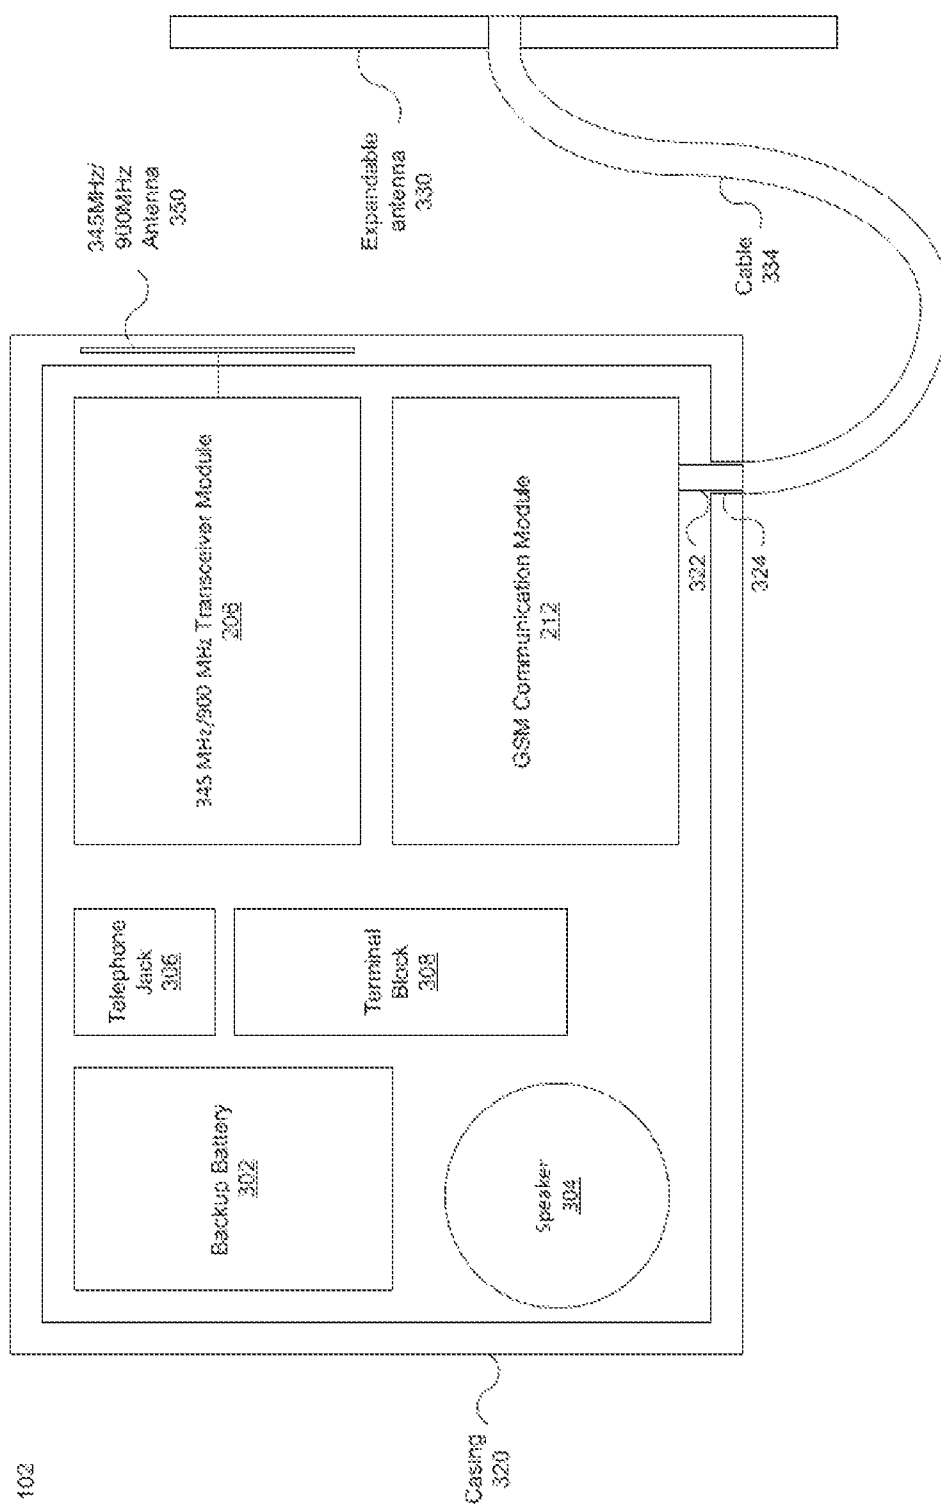 102
345MHz/
900MHz
Antenna
350
Telephone
Jack
306
Backup Battery
302
345 MHz/900 MHz Transceiver Module
208
Expandable
antenna
330
Terminal
Block
308
Casing
320
Speaker
304
GSM Communication Module
212
332
324
Cable
334